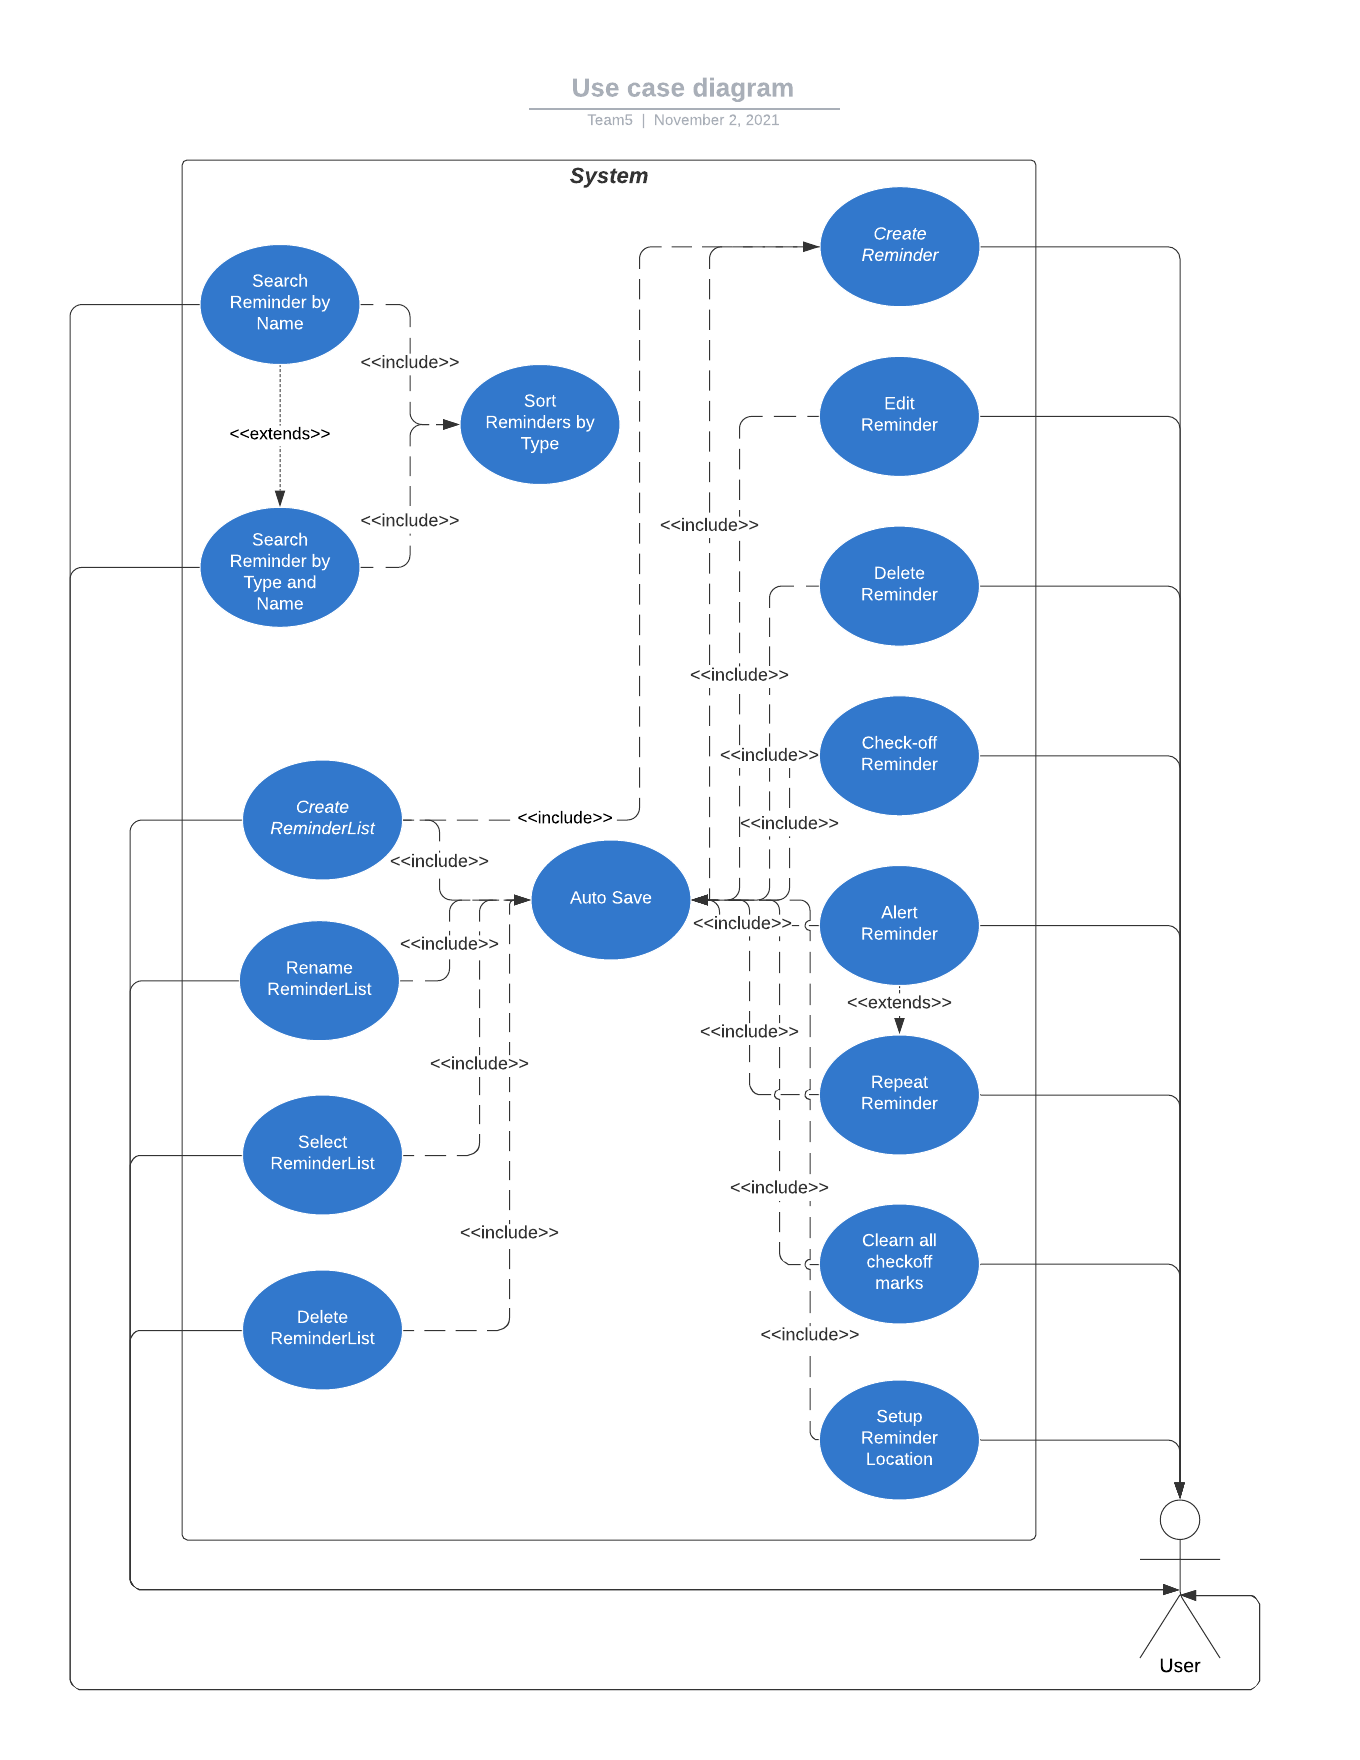 Use case diagram
Team5 | November 2, 2021
System
Create
Reminder
Search
Reminder by
Name
<<include>>
Sort
Reminders by
Type
Edit
Reminder
<<extends>>
<<include>>
<<include>>
Search
Reminder by
Type and
Name
Delete
Reminder
<<include>>
<<include>>
Check-off
Reminder
Create
ReminderList
<<include>>
<<include>>
<<include>>
Auto Save
Alert
Reminder
<<include>>
<<include>>
Rename
ReminderList
<<extends>>
<<include>>
<<include>>
Repeat
Reminder
Select
ReminderList
<<include>>
<<include>>
Clearn all
checkoff
marks
Delete
ReminderList
<<include>>
Setup
Reminder
Location
User